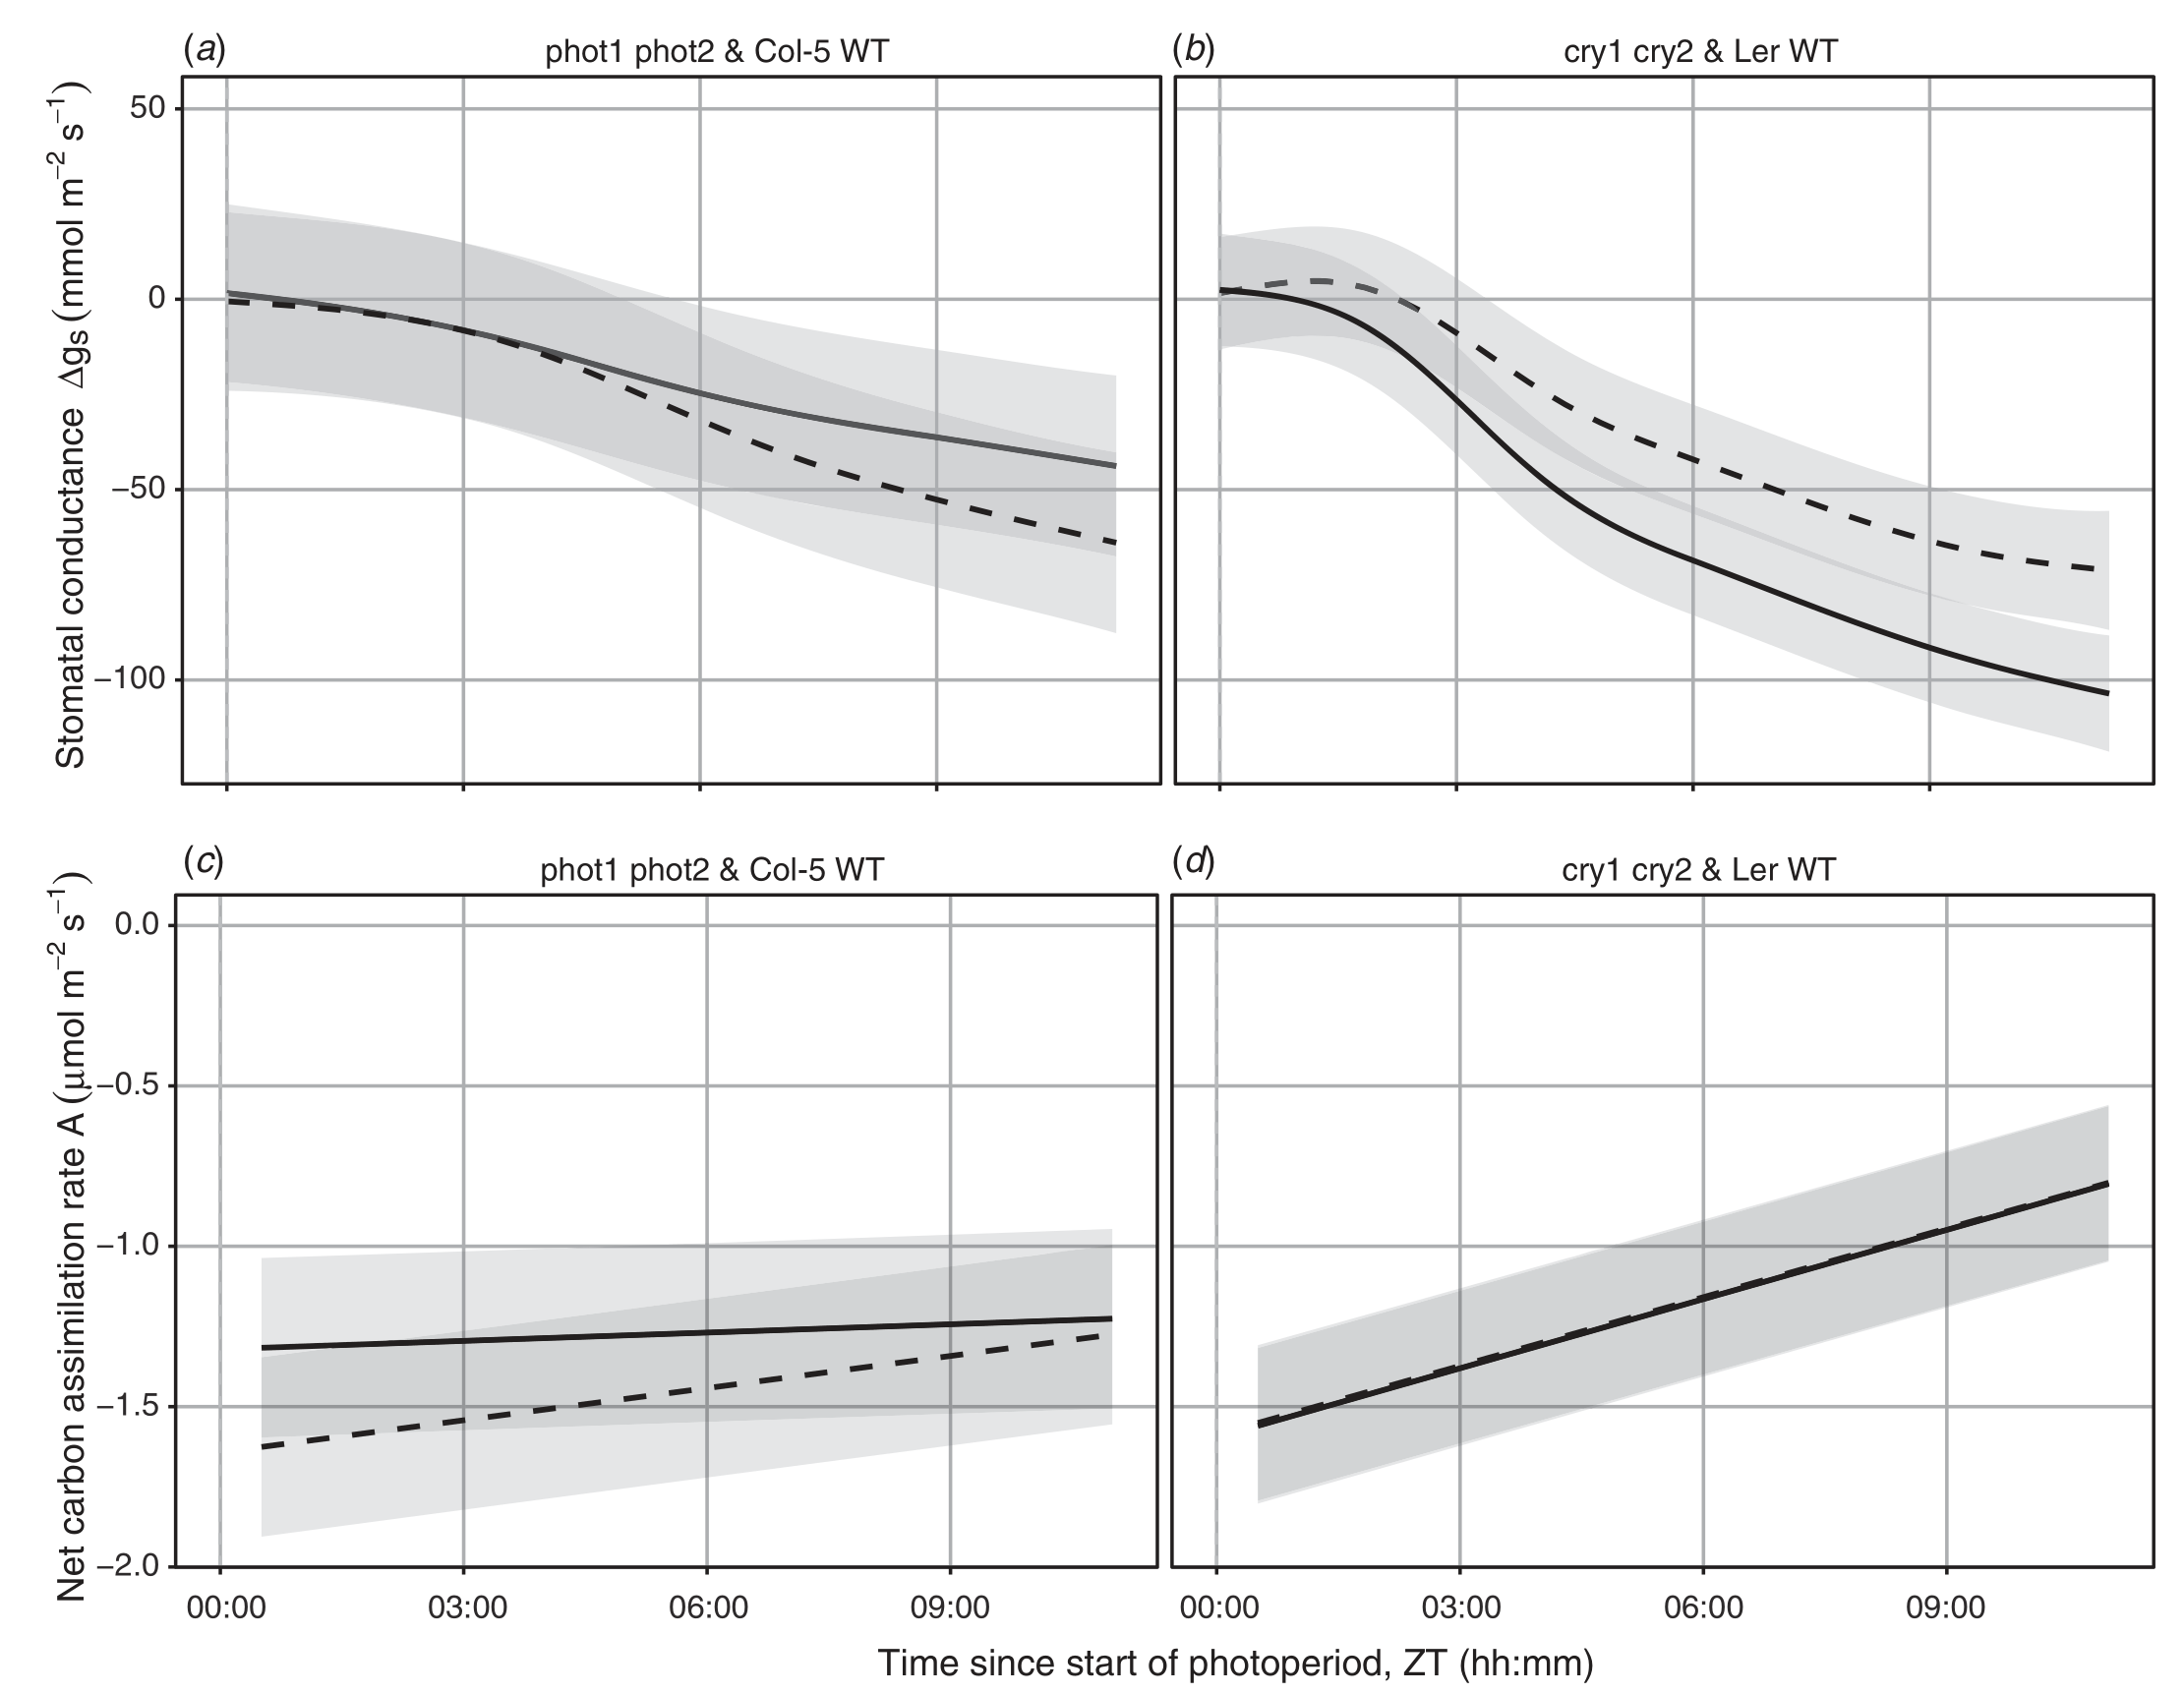 (a) phot1 phot2 & Col-5 WT
(b) cry1 cry2 & Ler WT
Stomatal conductance Δgs (mmol m−2 s−1)
50
0
−50
−100
(c) phot1 phot2 & Col-5 WT
(d) cry1 cry2 & Ler WT
Net carbon assimilation rate A (μmol m−2 s−1)
0.0
−0.5
−1.0
−1.5
−2.0
00:00 03:00 06:00 09:00
00:00 03:00 06:00 09:00
Time since start of photoperiod, ZT (hh:mm)